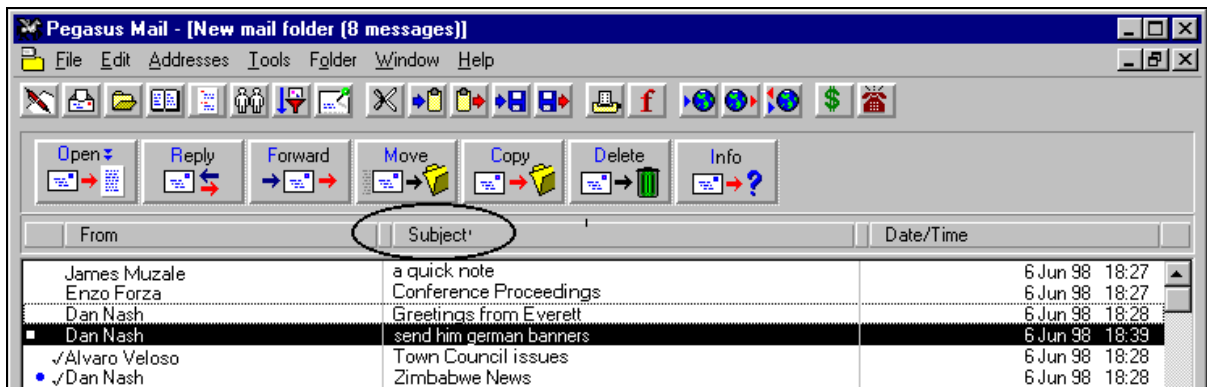 Pegasus Mail - [New mail folder (8 messages)]
File Edit Addresses Tools Folder Window Help
Open Reply Forward Move Copy Delete Info
From Subject Date/Time
James Muzale a quick note 6 Jun 98 18:27
Enzo Forza Conference Proceedings 6 Jun 98 18:27
Dan Nash Greetings from Everett 6 Jun 98 18:28
Dan Nash send him german banners 6 Jun 98 18:39
✓Alvaro Veloso Town Council issues 6 Jun 98 18:28
• ✓Dan Nash Zimbabwe News 6 Jun 98 18:28